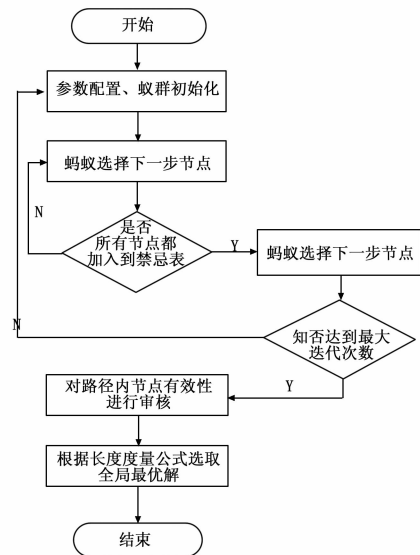 开始
参数配置、蚁群初始化
蚂蚁选择下一步节点
N
是否
所有节点都
加入到禁忌表
Y
蚂蚁选择下一步节点
N
知否达到最大
迭代次数
Y
对路径内节点有效性
进行审核
根据长度度量公式选取
全局最优解
结束